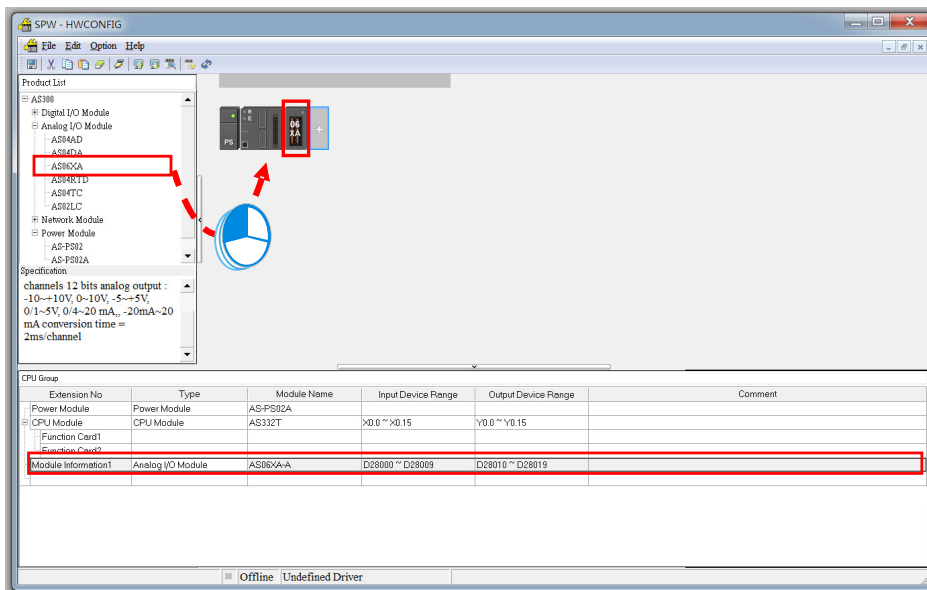 SPW - HWCONFIG
File Edit Option Help
Product List
AS300
Digital I/O Module
Analog I/O Module
AS04AD
AS04DA
AS06XA
AS04RTD
AS04TC
AS02LC
Network Module
Power Module
AS-PS02
AS-PS02A
PS
06
XA
Specification
channels 12 bits analog output :
-10~+10V, 0~10V, -5~+5V,
0/1~5V, 0/4~20 mA,, -20mA~20
mA conversion time =
2ms/channel
CPU Group
Extension No Type Module Name Input Device Range Output Device Range Comment
Power Module Power Module AS-PS02A
CPU Module CPU Module AS332T X0.0 ~ X0.15 Y0.0 ~ Y0.15
Function Card1
Function Card2
Module Information1 Analog I/O Module AS06XA-A D28000 ~ D28009 D28010 ~ D28019
Offline Undefined Driver